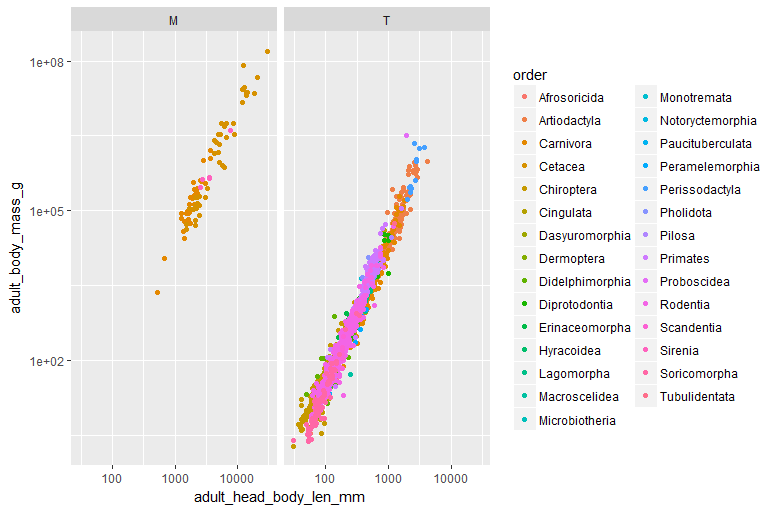 M T
1e+08
1e+05
1e+02
adult_body_mass_g
100 1000 10000 100 1000 10000
adult_head_body_len_mm
order
Afrosoricida Monotremata
Artiodactyla Notoryctemorphia
Carnivora Paucituberculata
Cetacea Peramelemorphia
Chiroptera Perissodactyla
Cingulata Pholidota
Dasyuromorphia Pilosa
Dermoptera Primates
Didelphimorphia Proboscidea
Diprotodontia Rodentia
Erinaceomorpha Scandentia
Hyracoidea Sirenia
Lagomorpha Soricomorpha
Macroscelidea Tubulidentata
Microbiotheria